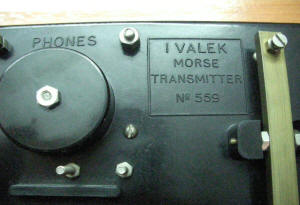 PHONES
I VALEK
MORSE
TRANSMITTER
Nº 559